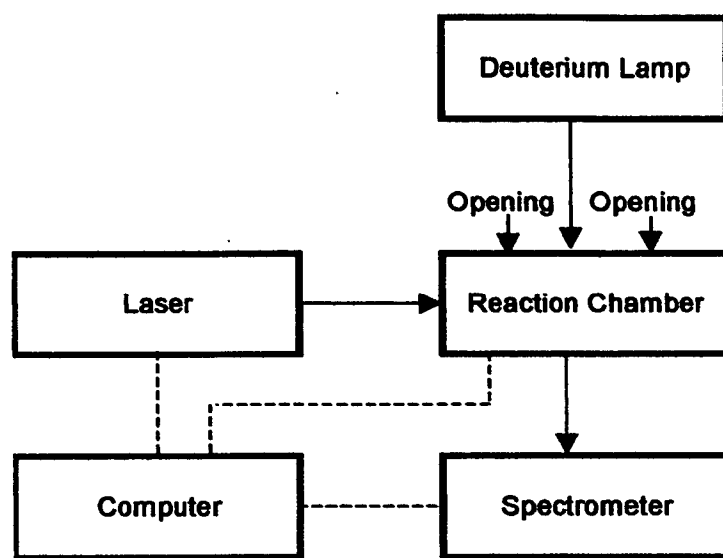 Deuterium Lamp
Opening Opening
Laser
Reaction Chamber
Computer
Spectrometer